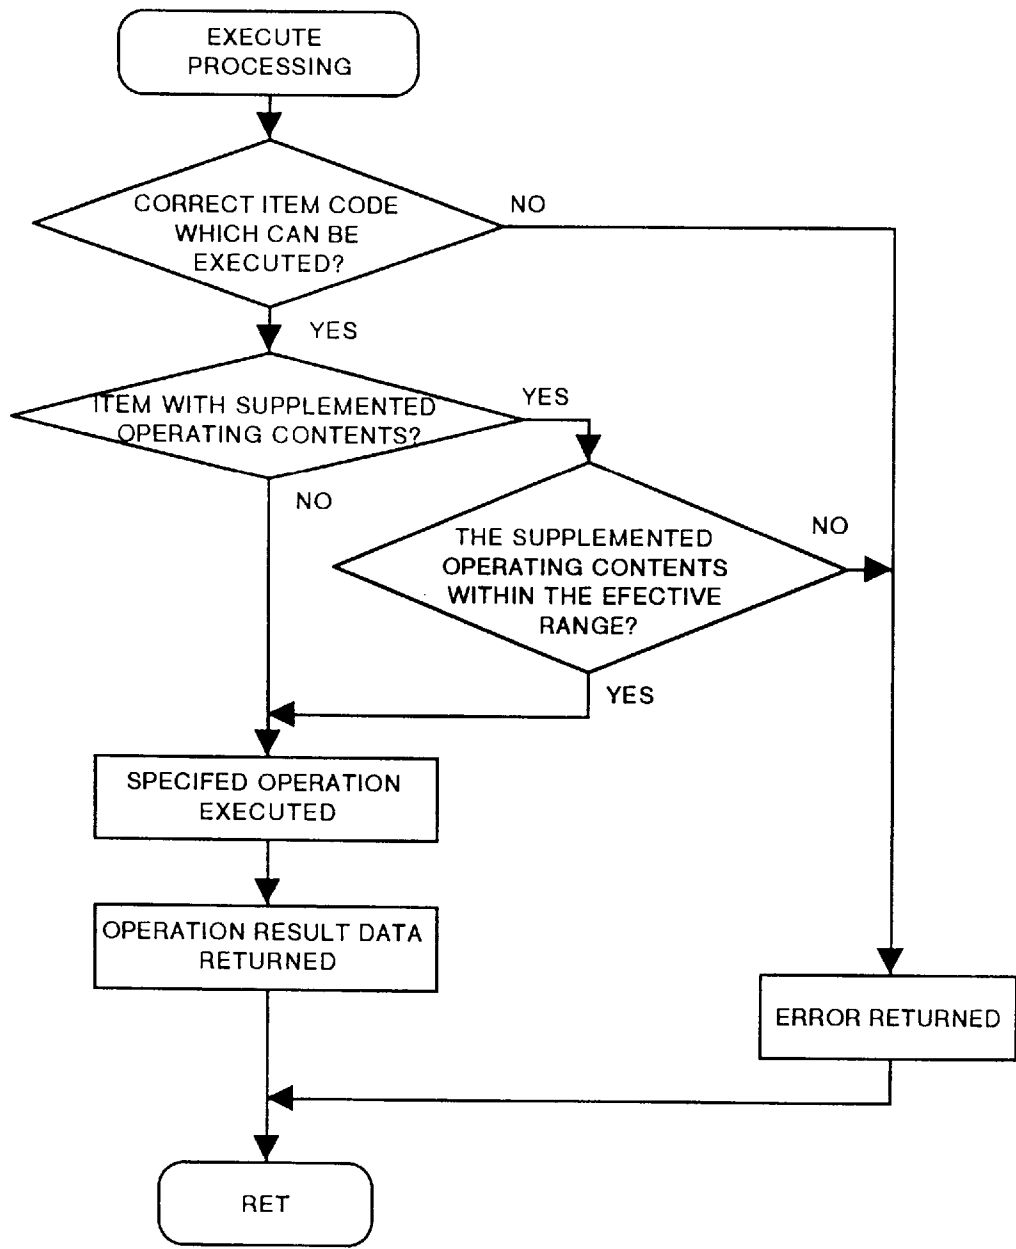 EXECUTE
PROCESSING
CORRECT ITEM CODE
WHICH CAN BE
EXECUTED?
NO
YES
ITEM WITH SUPPLEMENTED
OPERATING CONTENTS?
YES
NO
THE SUPPLEMENTED
OPERATING CONTENTS
WITHIN THE EFECTIVE
RANGE?
NO
YES
SPECIFED OPERATION
EXECUTED
OPERATION RESULT DATA
RETURNED
ERROR RETURNED
RET